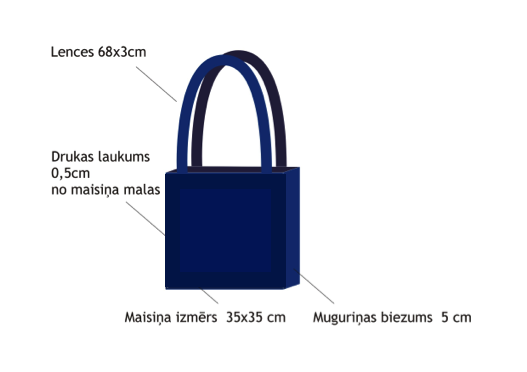 Lences 68x3cm
Drukas laukums
0,5cm
no maisiņa malas
Maisiņa izmērs  35x35 cm
Muguriņas biezums  5 cm